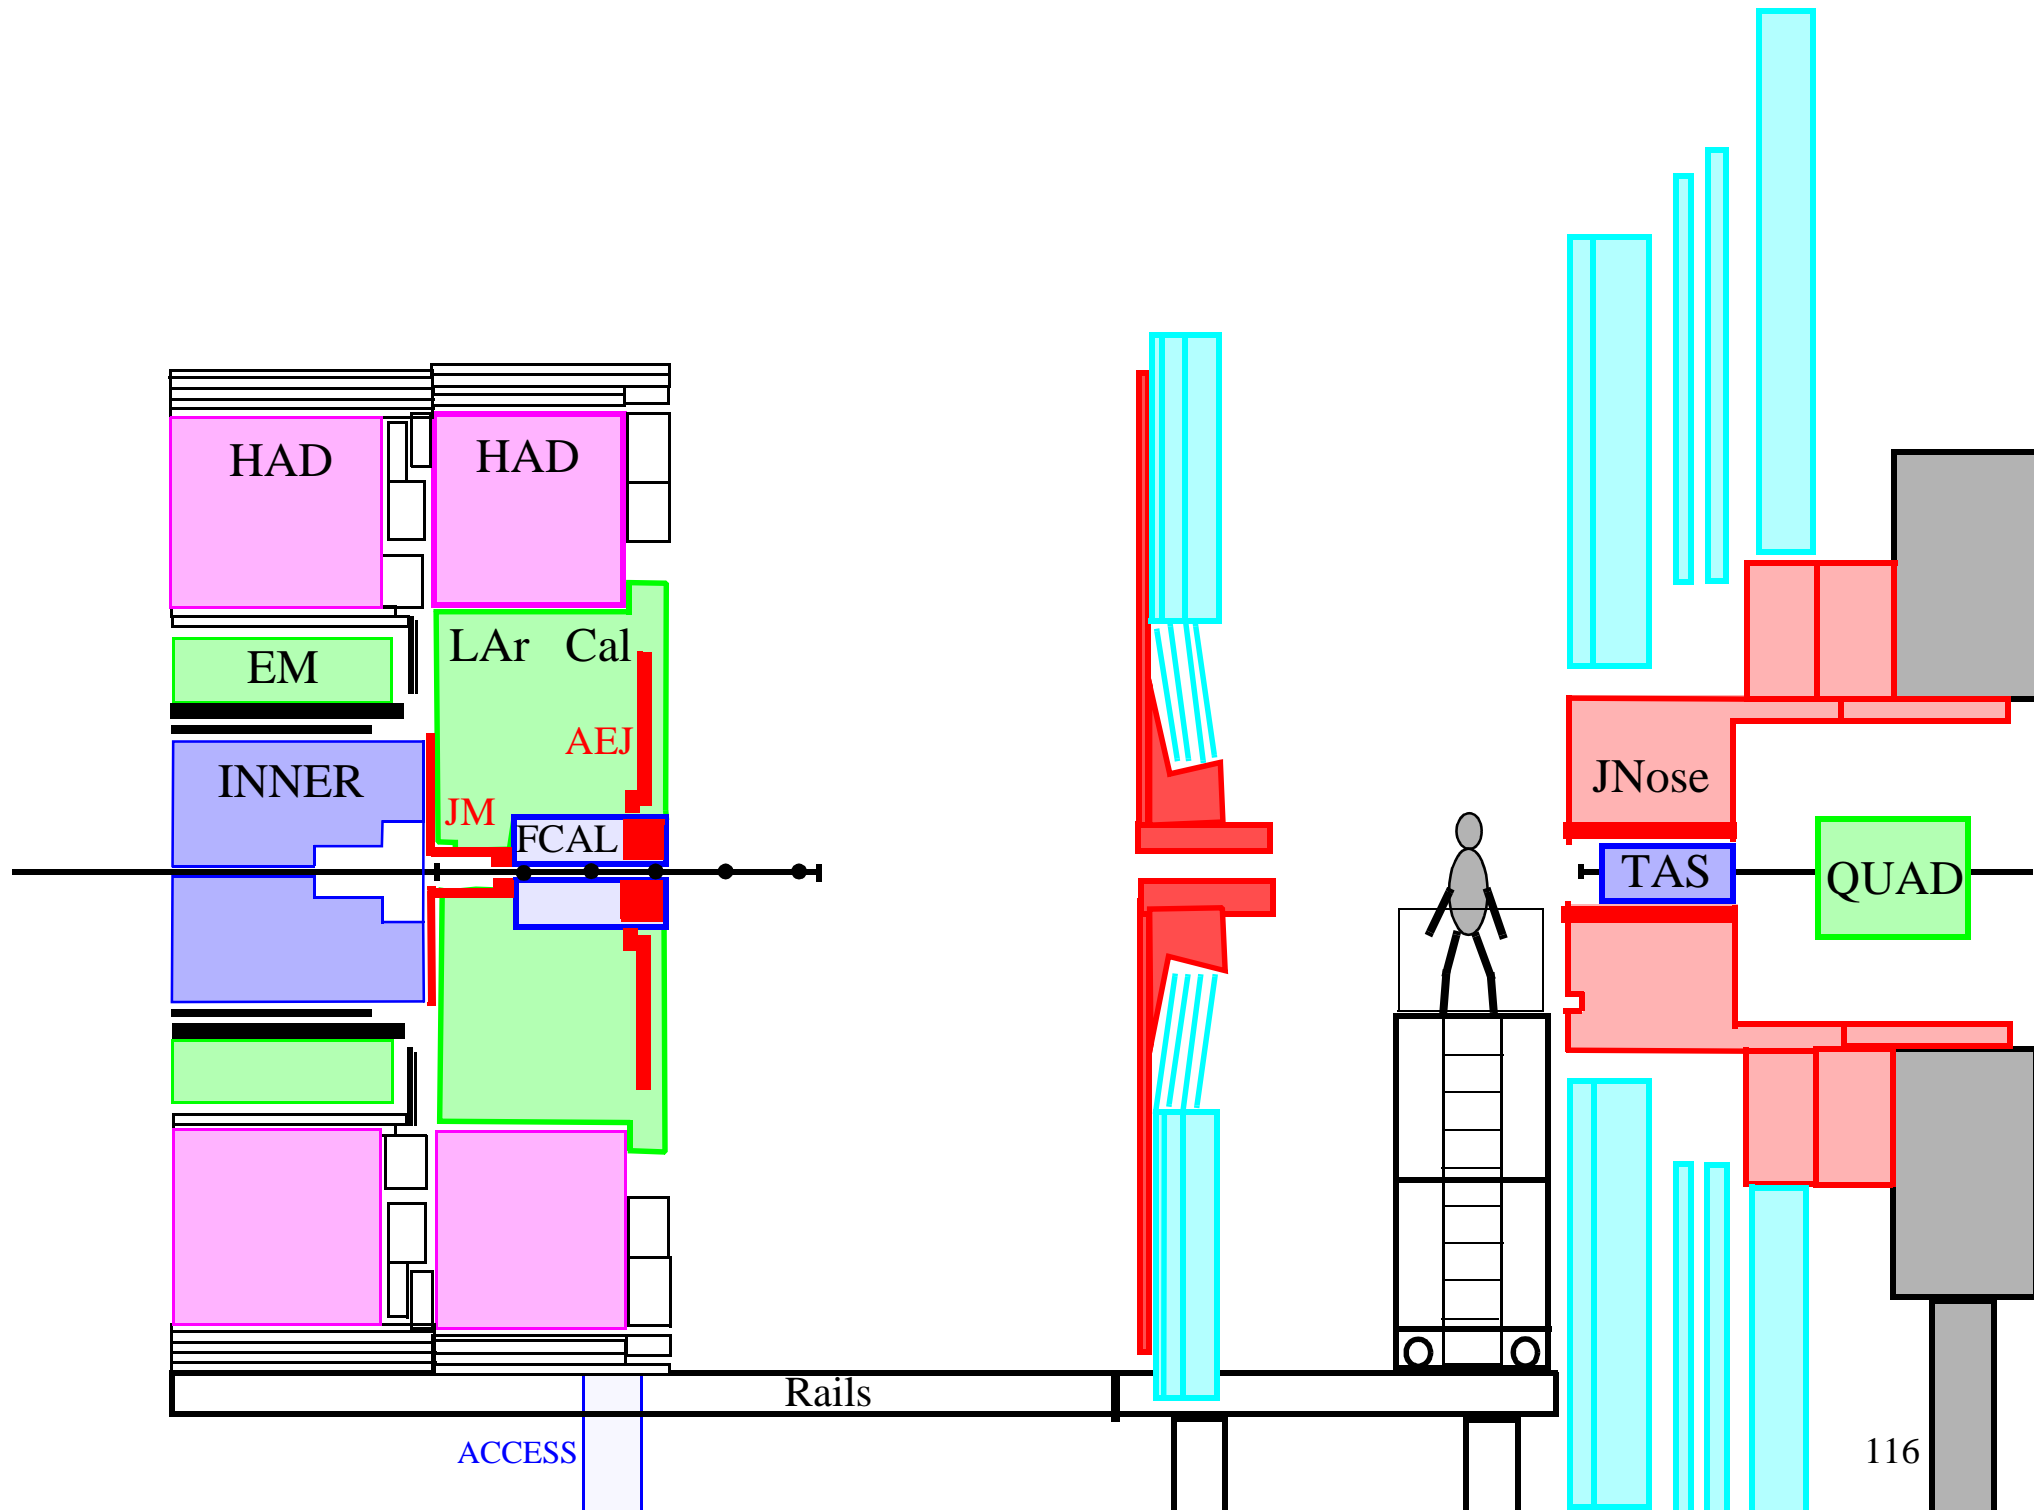 HAD
HAD
LAr Cal
EM
AEJ
INNER
JM
FCAL
JNose
TAS
QUAD
Rails
ACCESS
116